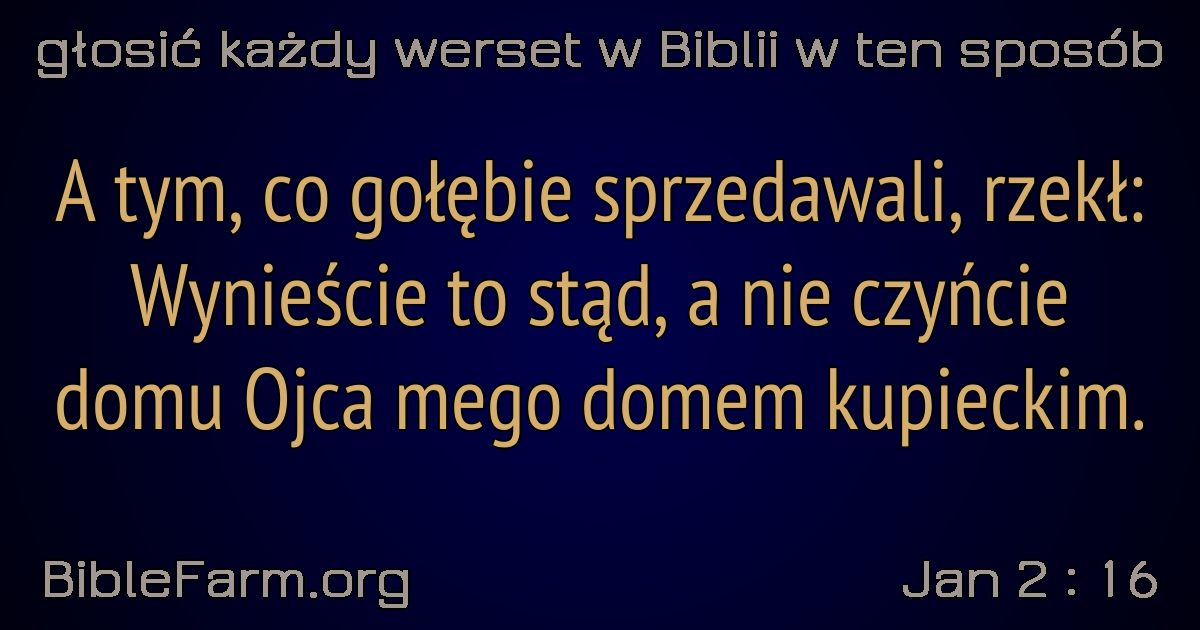 głosić każdy werset w Biblii w ten sposób
A tym, co gołębie sprzedawali, rzekł:
Wynieście to stąd, a nie czyńcie
domu Ojca mego domem kupieckim.
BibleFarm.org
Jan 2 : 16